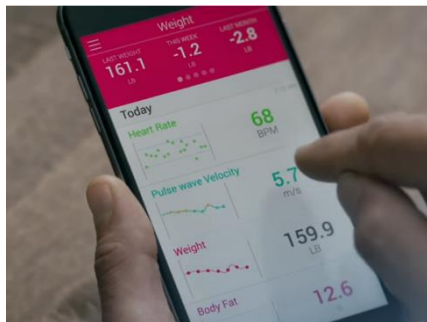 Weight
LAST WEIGHT THIS WEEK LAST MONTH
161.1 -1.2 -2.8
LB LB LB
Today
Heart Rate
68
BPM
Pulse wave Velocity
5.7
m/s
Weight
159.9
LB
Body Fat
12.6